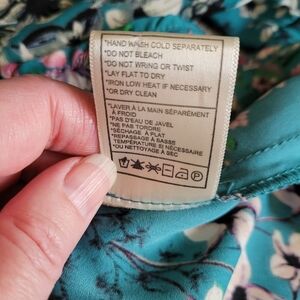 *HAND WASH COLD SEPARATELY
*DO NOT BLEACH
*DO NOT WRING OR TWIST
*LAY FLAT TO DRY
*IRON LOW HEAT IF NECESSARY
*OR DRY CLEAN
*LAVER À LA MAIN SÉPARÉMENT
À FROID
*PAS D'EAU DE JAVEL
*NE PAS TORDRE
*SÉCHAGE À PLAT
*REPASSAGE À BASSE
TEMPÉRATURE SI NÉCESSAIRE
*OU NETTOYAGE À SEC